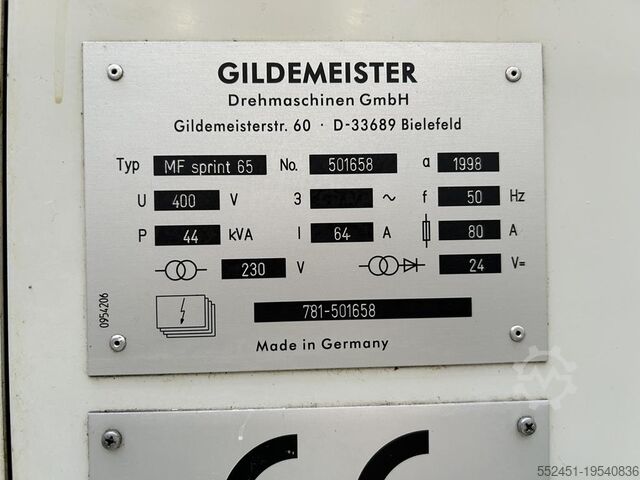 GILDEMEISTER
Drehmaschinen GmbH
Gildemeisterstr. 60 · D-33689 Bielefeld
Typ MF sprint 65 No. 501658 a 1998
U 400 V 3 ~ f 50 Hz
P 44 kVA I 64 A 80 A
230 V 24 V=
781-501658
0954206
Made in Germany
CE
552451-19540836